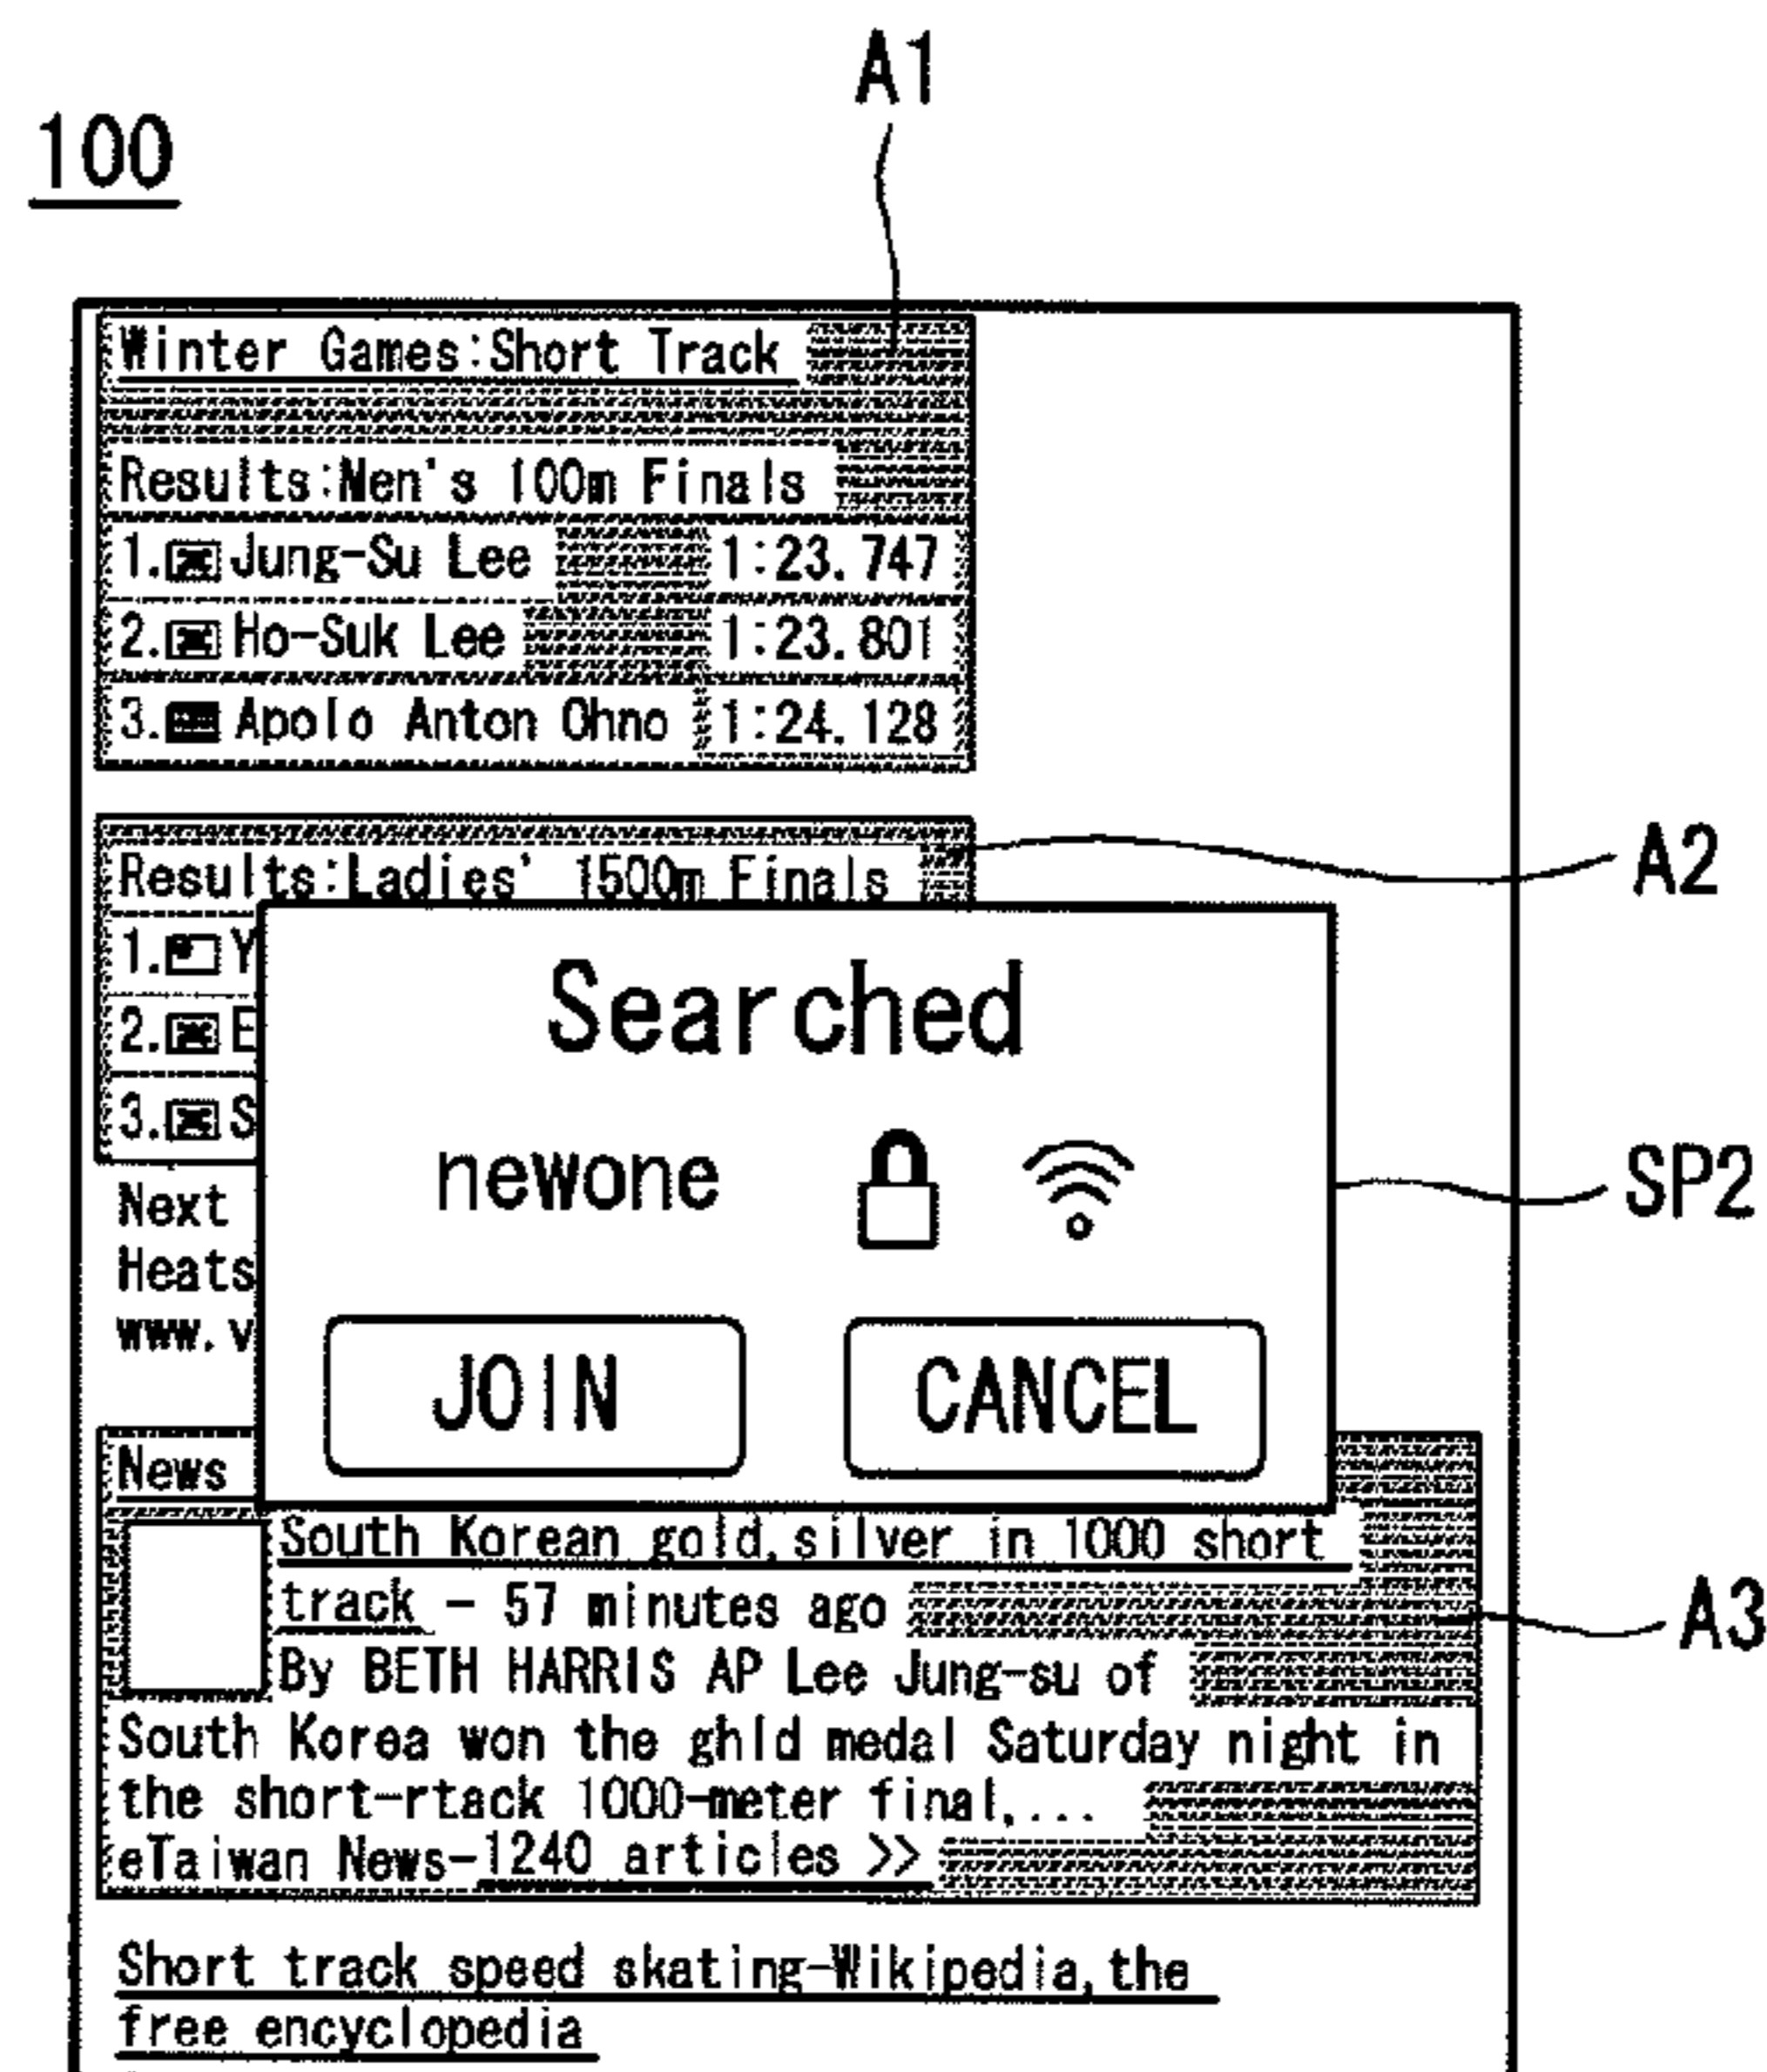 A1
100
Winter Games:Short Track
Results:Men's 100m Finals
1. Jung-Su Lee 1:23.747
2. Ho-Suk Lee 1:23.801
3. Apolo Anton Ohno 1:24.128
A2
Results:Ladies' 1500m Finals
1. Y
2. E
3. S
Searched
newone
SP2
JOIN CANCEL
Next
Heats
www.v
News
South Korean gold,silver in 1000 short
track - 57 minutes ago
A3
By BETH HARRIS AP Lee Jung-su of
South Korea won the ghld medal Saturday night in
the short-rtack 1000-meter final,...
eTaiwan News-1240 articles >>
Short track speed skating-Wikipedia,the
free encyclopedia